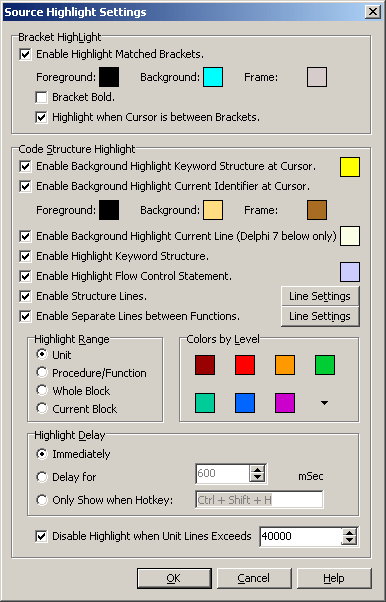 Source Highlight Settings
Bracket HighLight
Enable Highlight Matched Brackets.
Foreground: Background: Frame:
Bracket Bold.
Highlight when Cursor is between Brackets.
Code Structure Highlight
Enable Background Highlight Keyword Structure at Cursor.
Enable Background Highlight Current Identifier at Cursor.
Foreground: Background: Frame:
Enable Background Highlight Current Line (Delphi 7 below only)
Enable Highlight Keyword Structure.
Enable Highlight Flow Control Statement.
Enable Structure Lines. Line Settings
Enable Separate Lines between Functions. Line Settings
Highlight Range Colors by Level
Unit
Procedure/Function
Whole Block
Current Block
Highlight Delay
Immediately
Delay for 600 mSec
Only Show when Hotkey: Ctrl + Shift + H
Disable Highlight when Unit Lines Exceeds 40000
OK Cancel Help